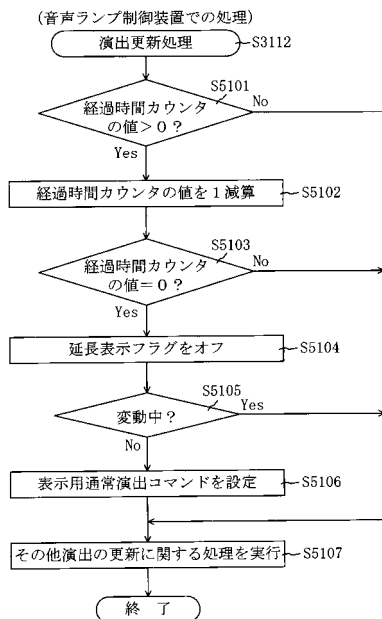 (音声ランプ制御装置での処理)
演出更新処理
S3112
S5101
経過時間カウンタ
の値>0?
No
Yes
経過時間カウンタの値を1減算
S5102
S5103
経過時間カウンタ
の値=0?
No
Yes
延長表示フラグをオフ
S5104
S5105
変動中?
Yes
No
表示用通常演出コマンドを設定
S5106
その他演出の更新に関する処理を実行
S5107
終 了